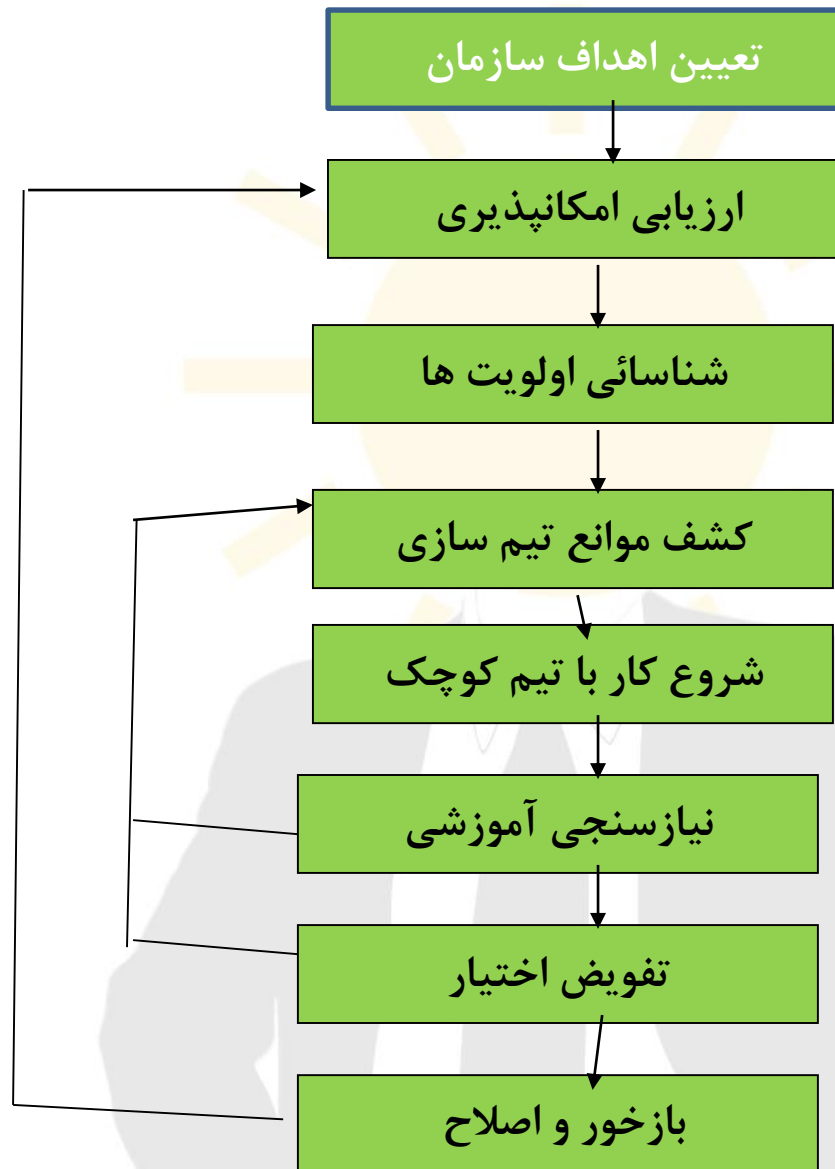 تعیین اهداف سازمان
ارزیابی امکانپذیری
شناسائی اولویت ها
کشف موانع تیم سازی
شروع کار با تیم کوچک
نیازسنجی آموزشی
تفویض اختیار
بازخور و اصلاح